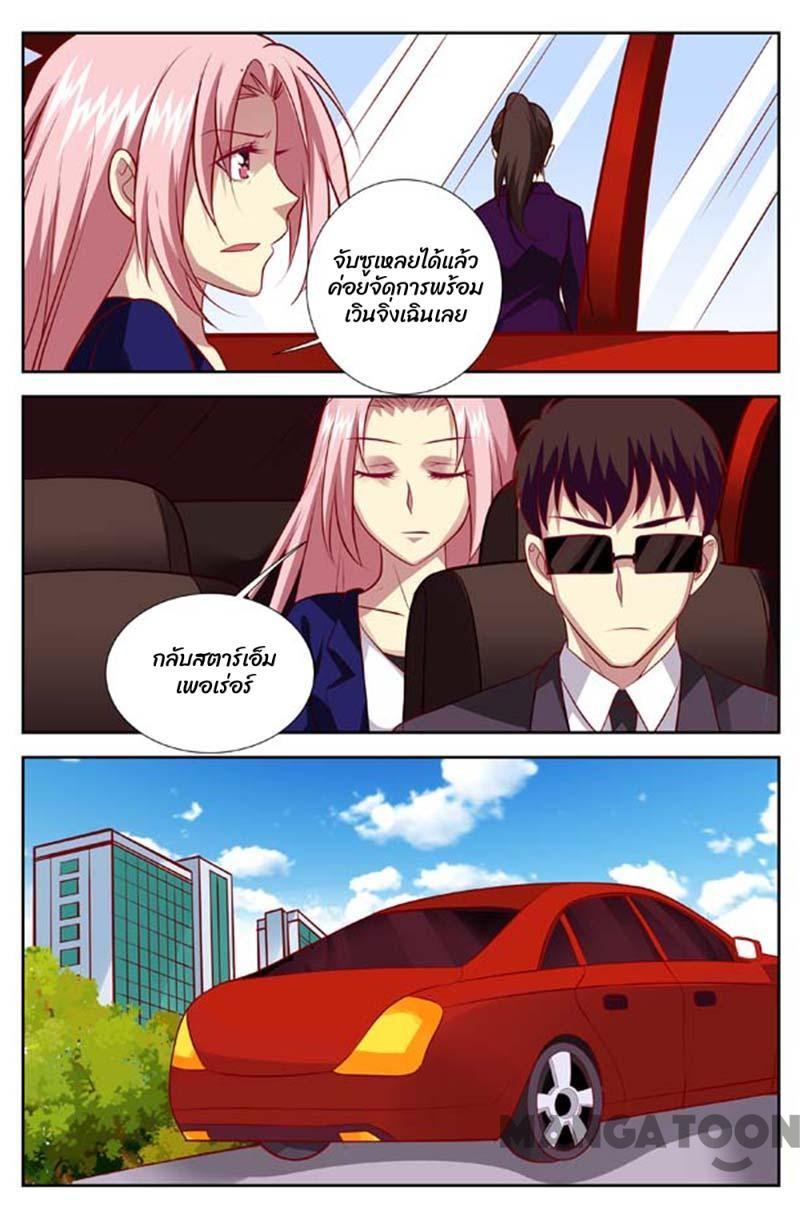 จับซูเหลยได้แล้ว
ค่อยจัดการพร้อม
เวินจิ่งเฉินเลย
กลับสตาร์เอ็ม
เพอเร่อร์
MANGATOON